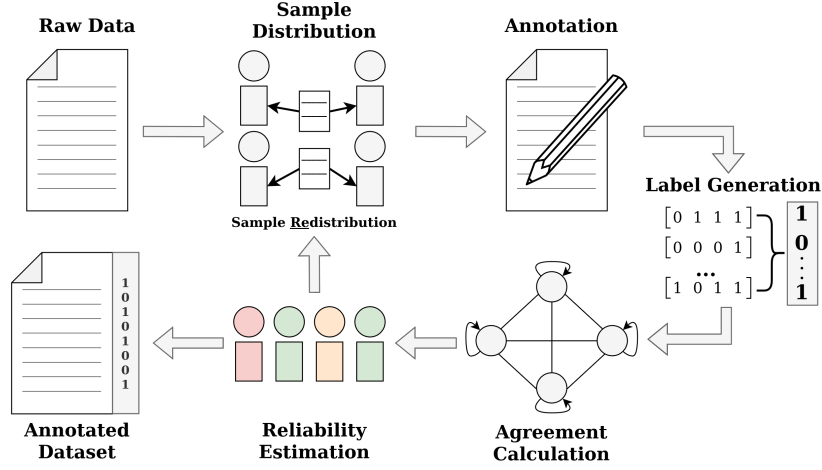 Raw Data
Sample
Distribution
Annotation
Sample Redistribution
Label Generation
[0 1 1 1]
[0 0 0 1]
...
[1 0 1 1]
1
0
.
.
.
1
1
0
1
0
1
0
0
1
Annotated
Dataset
Reliability
Estimation
Agreement
Calculation